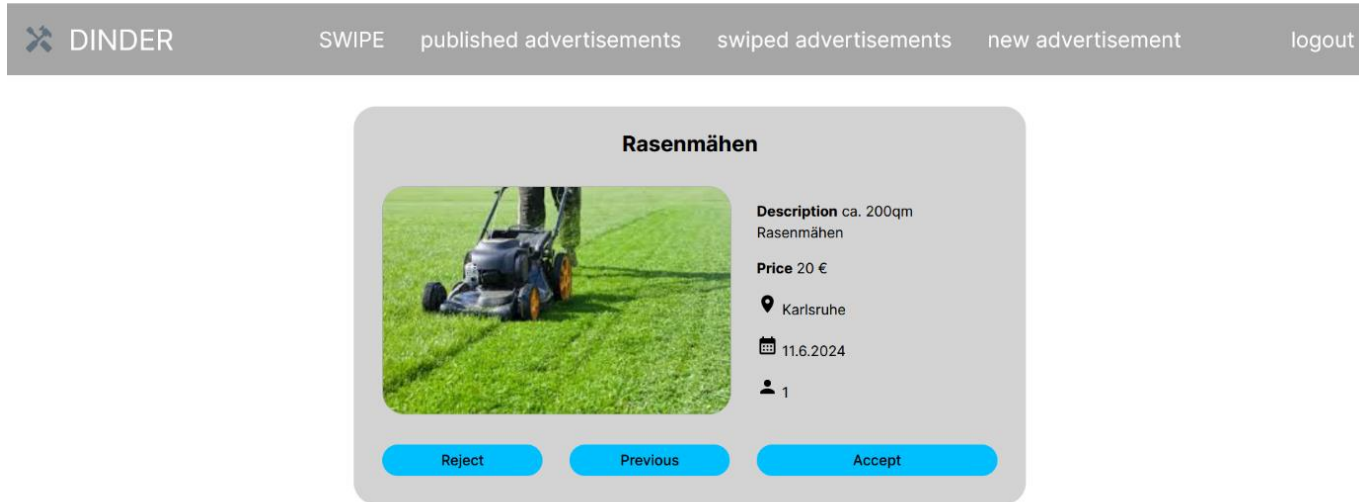 DINDER SWIPE published advertisements swiped advertisements new advertisement logout
Rasenmähen
Description ca. 200qm
Rasenmähen
Price 20 €
Karlsruhe
11.6.2024
1
Reject Previous Accept